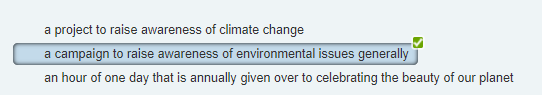 a project to raise awareness of climate change
a campaign to raise awareness of environmental issues generally
an hour of one day that is annually given over to celebrating the beauty of our planet